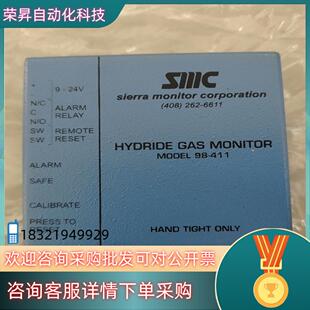 荣昇自动化科技
+ 9 - 24V
-
N/C
C ALARM RELAY
N/O
SW REMOTE
SW RESET
ALARM
SAFE
CALIBRATE
PRESS TO
RESET
SMC
sierra monitor corporation
(408) 262-6611
HYDRIDE GAS MONITOR
MODEL 98-411
HAND TIGHT ONLY
18321949929
欢迎咨询采购批发可对公开票
咨询客服详情下单采购